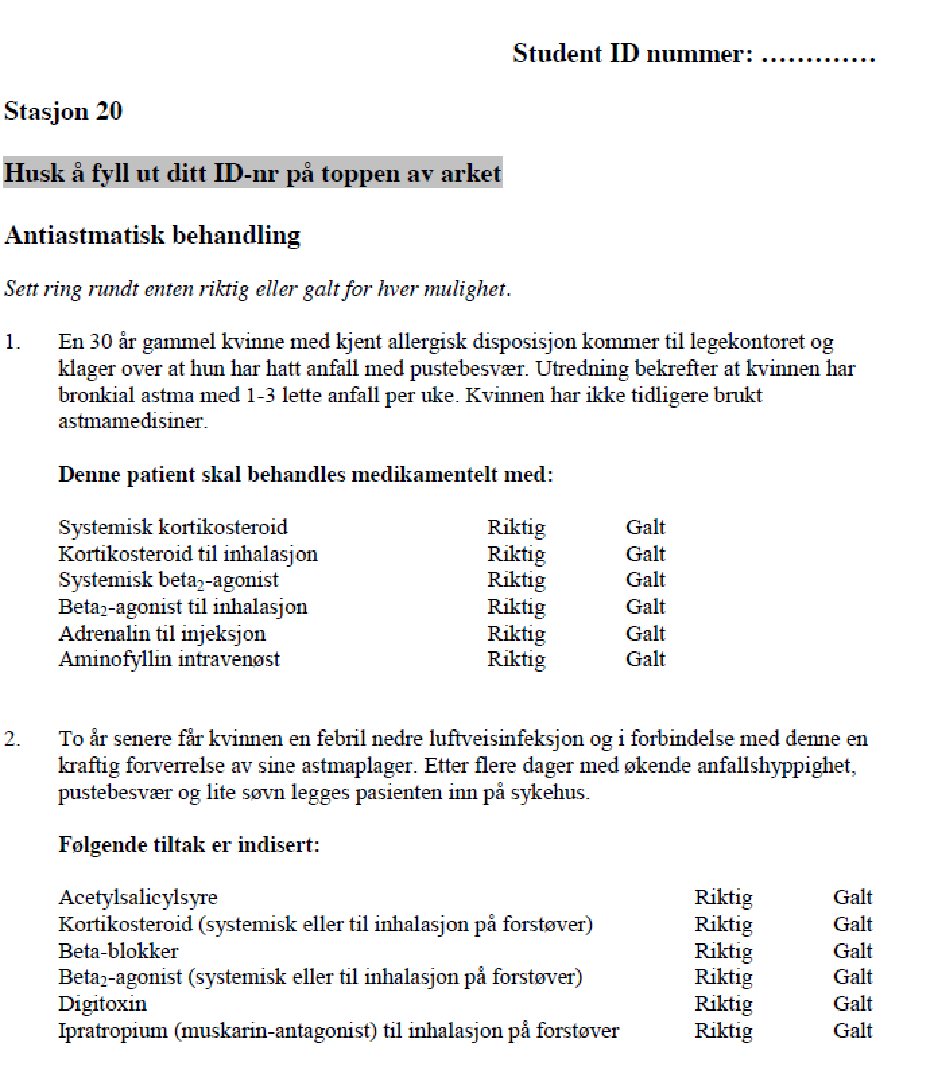 Student ID nummer: ………….
Stasjon 20
Husk å fyll ut ditt ID-nr på toppen av arket
Antiastmatisk behandling
Sett ring rundt enten riktig eller galt for hver mulighet.
1. En 30 år gammel kvinne med kjent allergisk disposisjon kommer til legekontoret og
klager over at hun har hatt anfall med pustebesvær. Utredning bekrefter at kvinnen har
bronkial astma med 1-3 lette anfall per uke. Kvinnen har ikke tidligere brukt
astmamedisiner.
Denne patient skal behandles medikamentelt med:
Systemisk kortikosteroid Riktig Galt
Kortikosteroid til inhalasjon Riktig Galt
Systemisk beta₂-agonist Riktig Galt
Beta₂-agonist til inhalasjon Riktig Galt
Adrenalin til injeksjon Riktig Galt
Aminofyllin intravenøst Riktig Galt
2. To år senere får kvinnen en febril nedre luftveisinfeksjon og i forbindelse med denne en
kraftig forverrelse av sine astmaplager. Etter flere dager med økende anfallshyppighet,
pustebesvær og lite søvn legges pasienten inn på sykehus.
Følgende tiltak er indisert:
Acetylsalicylsyre Riktig Galt
Kortikosteroid (systemisk eller til inhalasjon på forstøver) Riktig Galt
Beta-blokker Riktig Galt
Beta₂-agonist (systemisk eller til inhalasjon på forstøver) Riktig Galt
Digitoxin Riktig Galt
Ipratropium (muskarin-antagonist) til inhalasjon på forstøver Riktig Galt